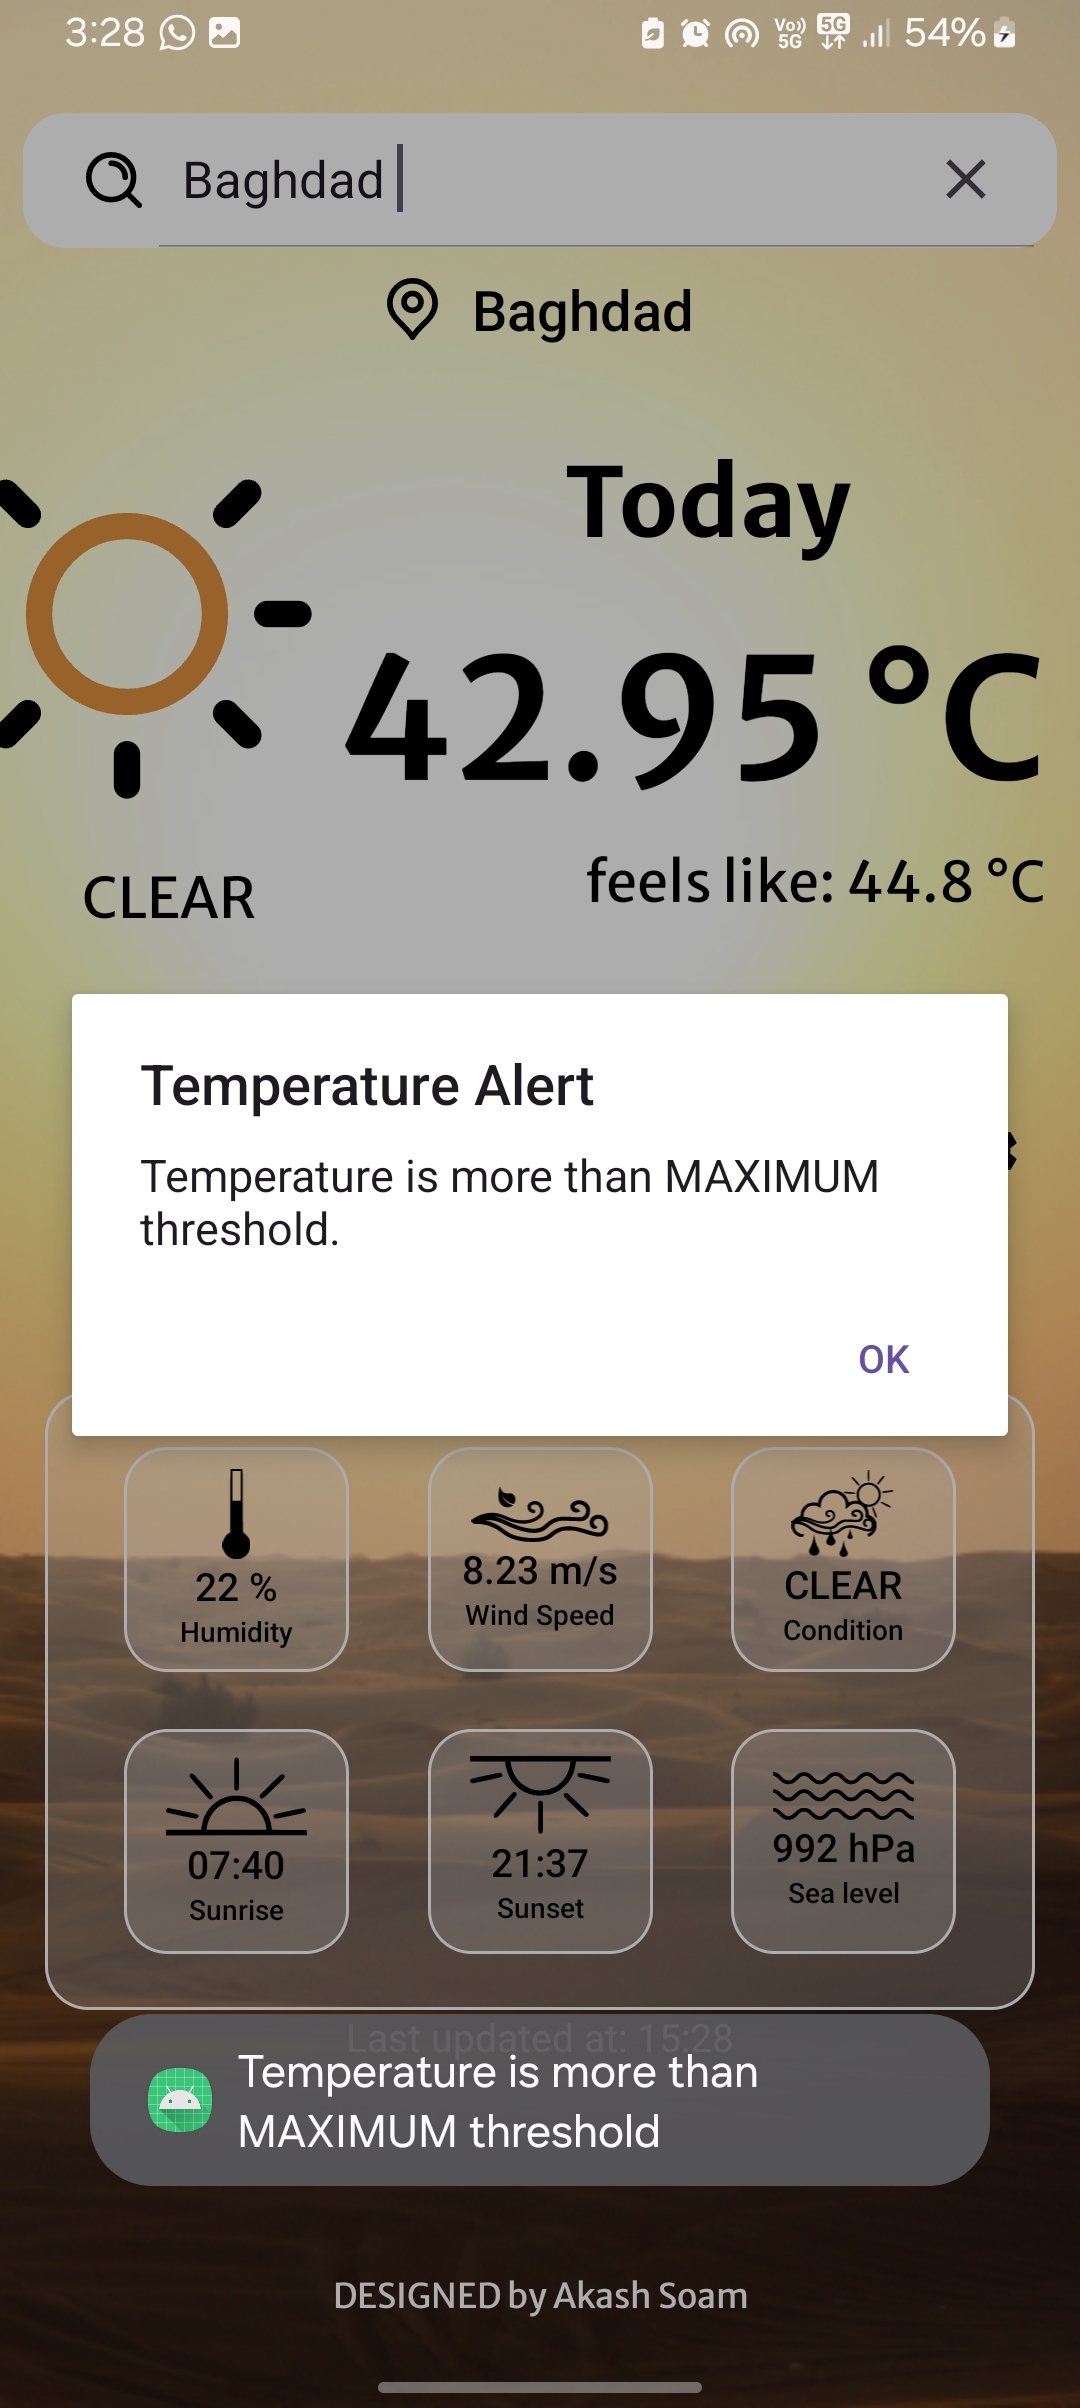 3:28
Vo)) 5G
5G
54%
Baghdad
Baghdad
Today
42.95 °C
CLEAR
feels like: 44.8 °C
Temperature Alert
Temperature is more than MAXIMUM
threshold.
OK
22 %
Humidity
8.23 m/s
Wind Speed
CLEAR
Condition
07:40
Sunrise
21:37
Sunset
992 hPa
Sea level
Last updated at: 15:28
Temperature is more than
MAXIMUM threshold
DESIGNED by Akash Soam